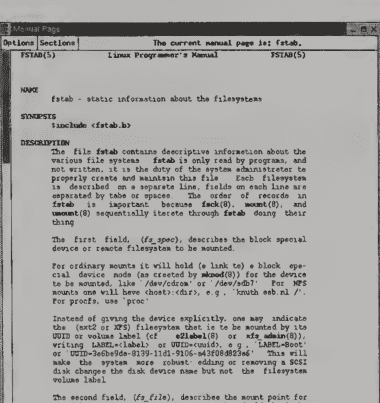 Manual Page
Options Sections The current manual page is: fstab.
FSTAB(5) Linux Programmer's Manual FSTAB(5)
NAME
fstab - static information about the filesystems
SYNOPSIS
#include <fstab.h>
DESCRIPTION
The file fstab contains descriptive information about the
various file systems fstab is only read by programs, and
not written, it is the duty of the system administrator to
properly create and maintain this file Each filesystem
is described on a separate line, fields on each line are
separated by tabs or spaces The order of records in
fstab is important because fsck(8), mount(8), and
umount(8) sequentially iterate through fstab doing their
thing
The first field, (fs_spec), describes the block special
device or remote filesystem to be mounted.
For ordinary mounts it will hold (a link to) a block spe-
cial device node (as created by mknod(8)) for the device
to be mounted, like '/dev/cdrom' or '/dev/sdb7' For NFS
mounts one will have <host>:<dir>, e.g, 'knuth aeb.nl /'.
For procfs, use 'proc'
Instead of giving the device explicitly, one may indicate
the (ext2 or XFS) filesystem that is to be mounted by its
UUID or volume label (cf e2label(8) or xfs_admin(8)),
writing LABEL=<label> or UUID=<uuid>, e g, 'LABEL=Boot'
or 'UUID=3e6be9de-8139-11d1-9106-a43f08d823a6' This will
make the system more robust adding or removing a SCSI
disk changes the disk device name but not the filesystem
volume label
The second field, (fs_file), describes the mount point for